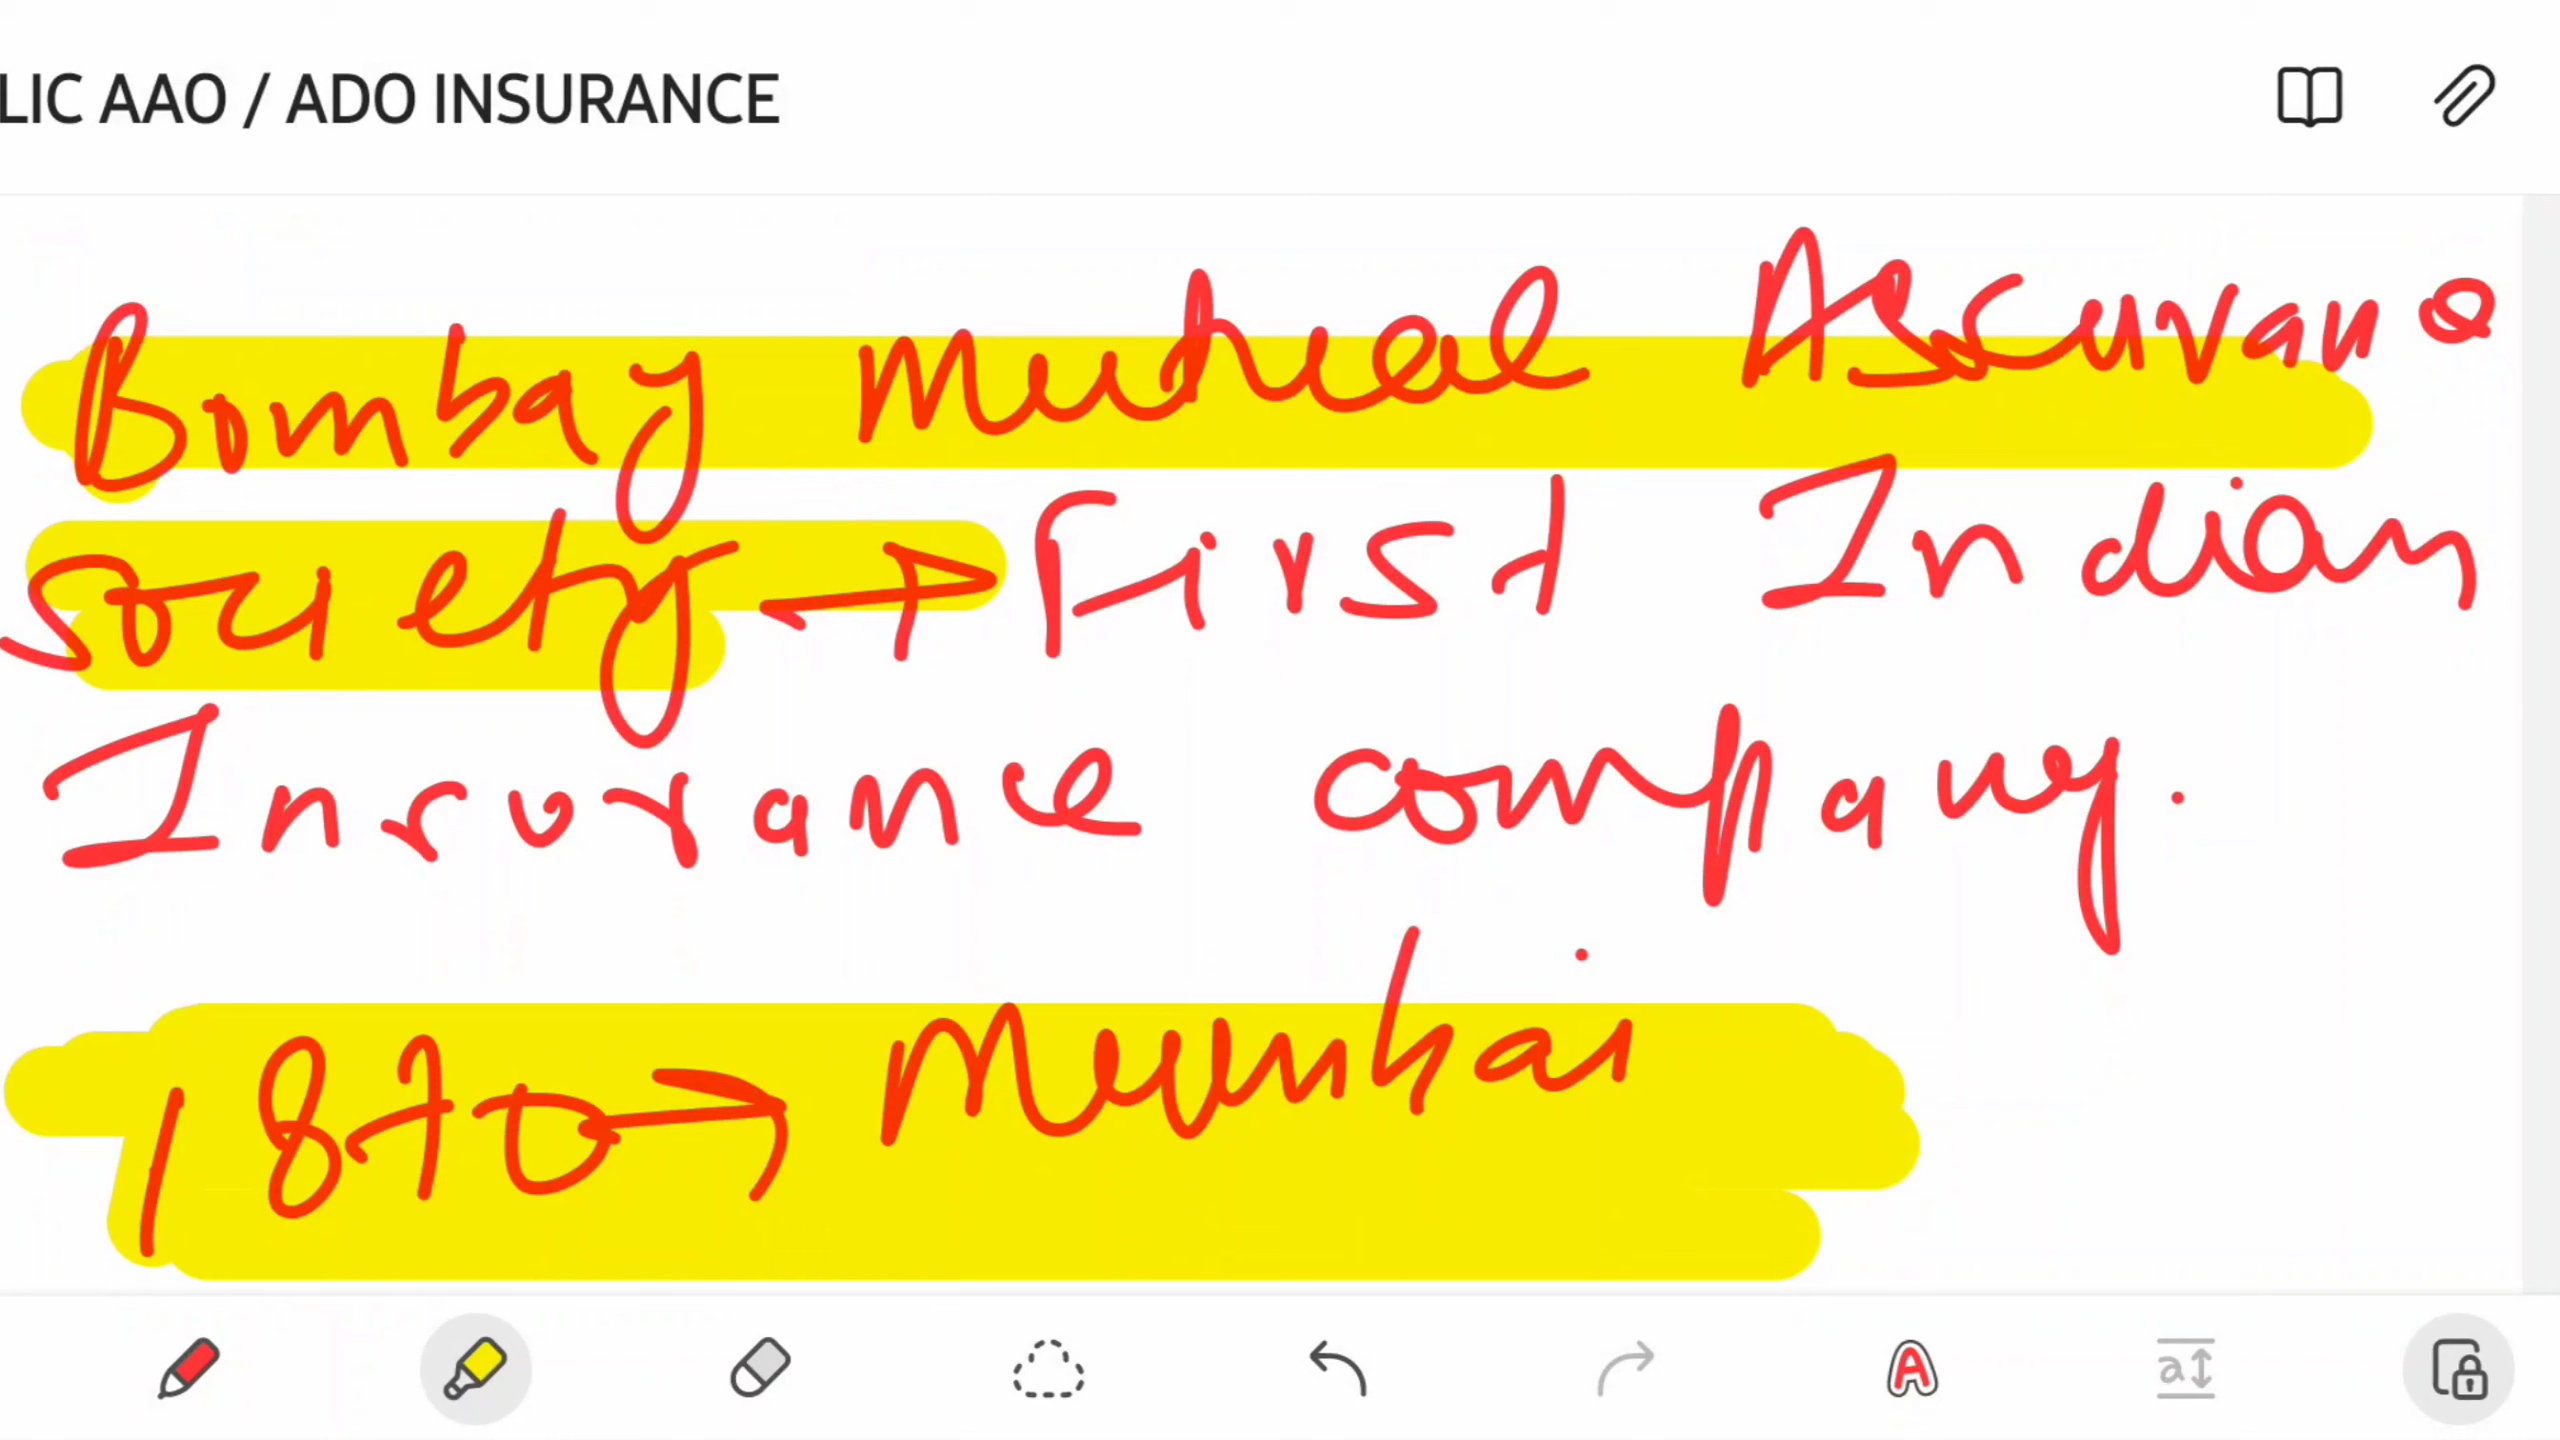 LIC AAO / ADO INSURANCE
Bombay Mutual Assurance
Society → First Indian
Insurance company.
1870 → Mumbai